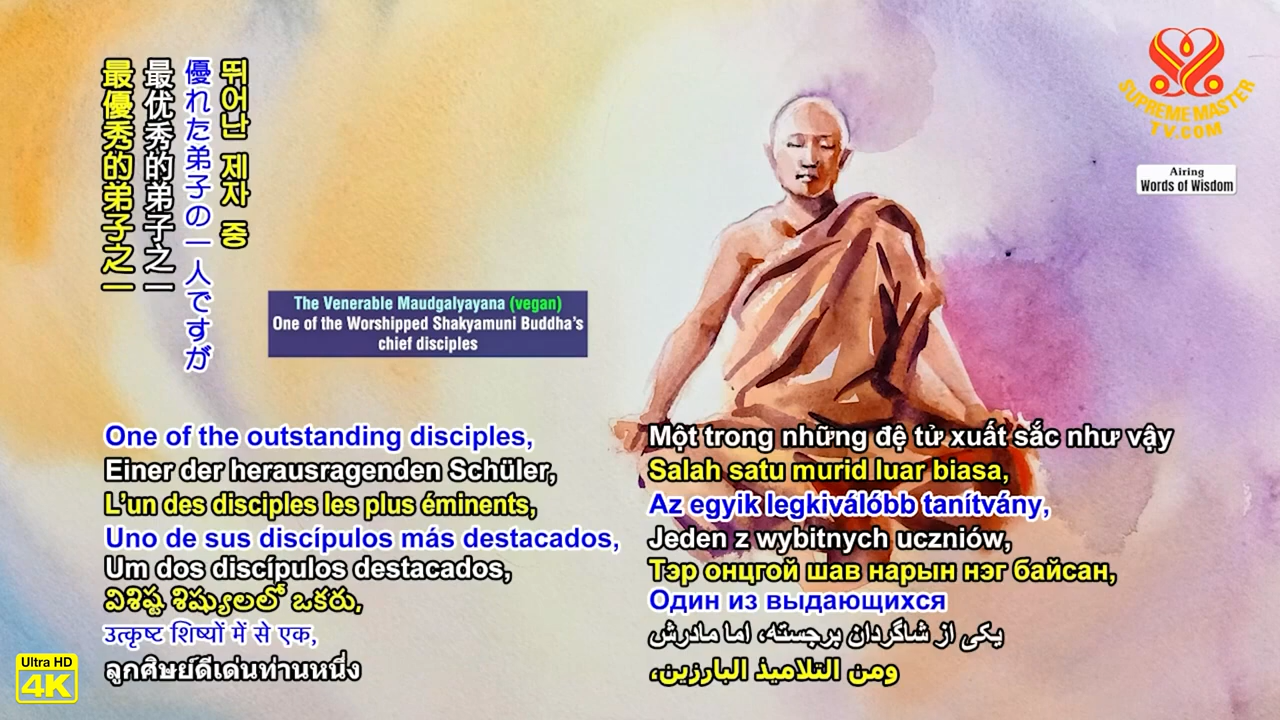 最優秀的弟子之一
最优秀的弟子之一
優れた弟子の一人ですが
뛰어난 제자 중
SUPREME MASTER
TV.COM
Airing
Words of Wisdom
The Venerable Maudgalyayana (vegan)
One of the Worshipped Shakyamuni Buddha's
chief disciples
One of the outstanding disciples,
Einer der herausragenden Schüler,
L'un des disciples les plus éminents,
Uno de sus discípulos más destacados,
Um dos discípulos destacados,
విశిష్ట శిష్యులలో ఒకరు,
उत्कृष्ट शिष्यों में से एक,
ลูกศิษย์ดีเด่นท่านหนึ่ง
Một trong những đệ tử xuất sắc như vậy
Salah satu murid luar biasa,
Az egyik legkiválóbb tanítvány,
Jeden z wybitnych uczniów,
Тэр онцгой шав нарын нэг байсан,
Один из выдающихся
یکی از شاگردان برجسته، اما مادرش
ومن التلاميذ البارزين،
Ultra HD
4K